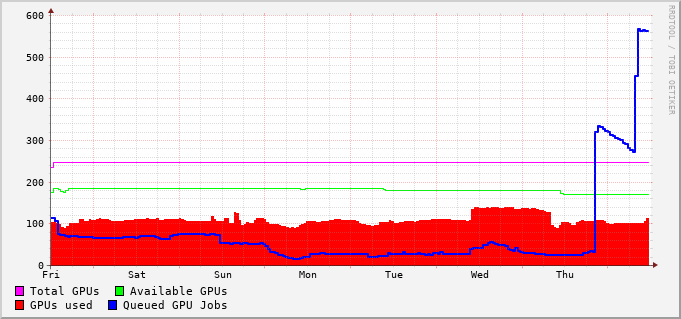 600
500
400
300
200
100
0
Fri Sat Sun Mon Tue Wed Thu
Total GPUs Available GPUs
GPUs used Queued GPU Jobs
RRDTOOL / TOBI OETIKER